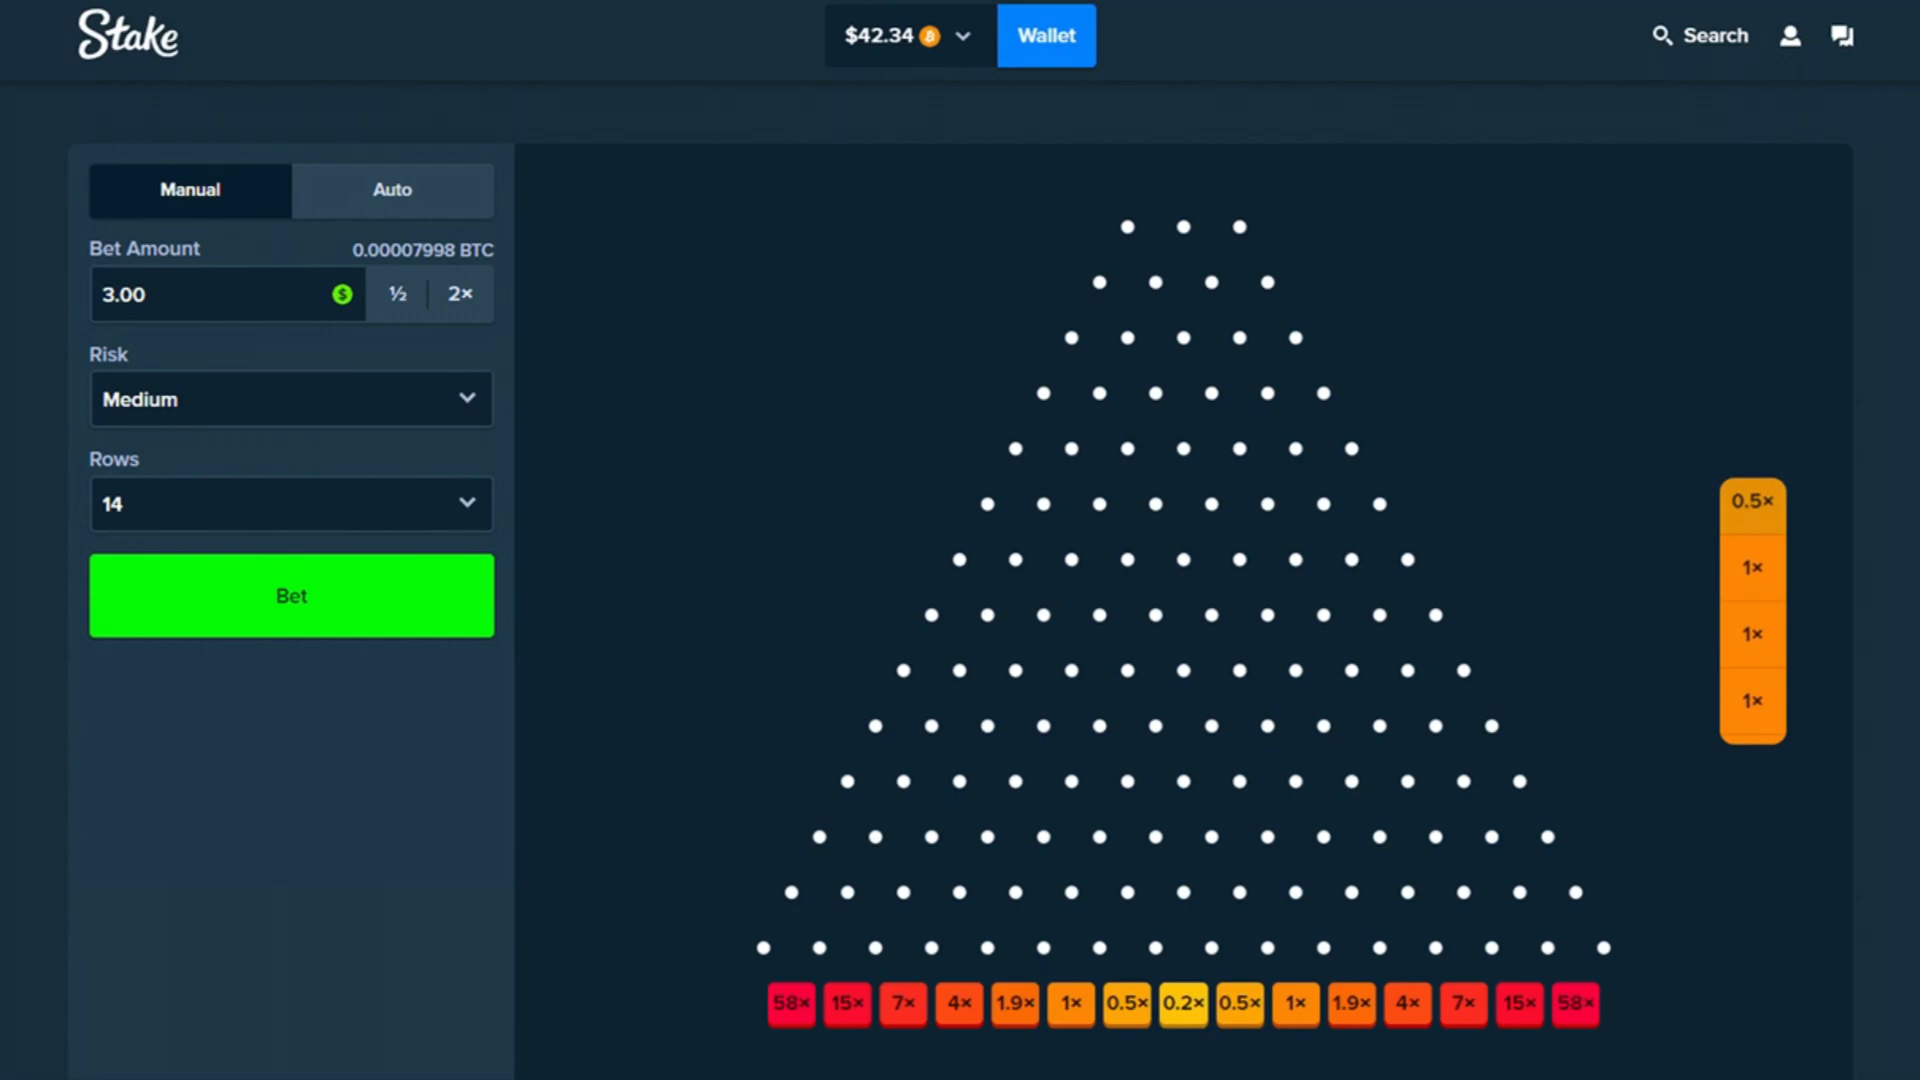 Stake
$42.34
Wallet
Search
Manual
Auto
Bet Amount
0.00007998 BTC
3.00
½
2×
Risk
Medium
Rows
14
Bet
0.5×
1×
1×
1×
58× 15× 7× 4× 1.9× 1× 0.5× 0.2× 0.5× 1× 1.9× 4× 7× 15× 58×